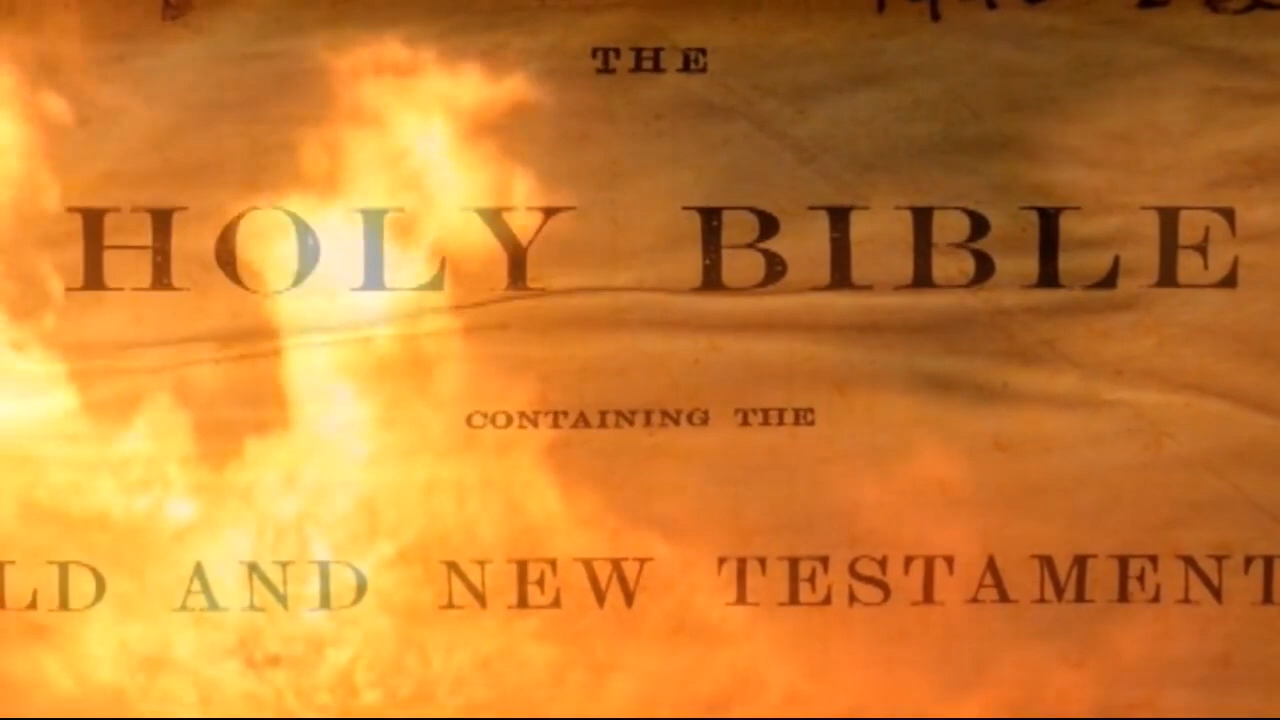 THE
HOLY BIBLE
CONTAINING THE
LD AND NEW TESTAMENT